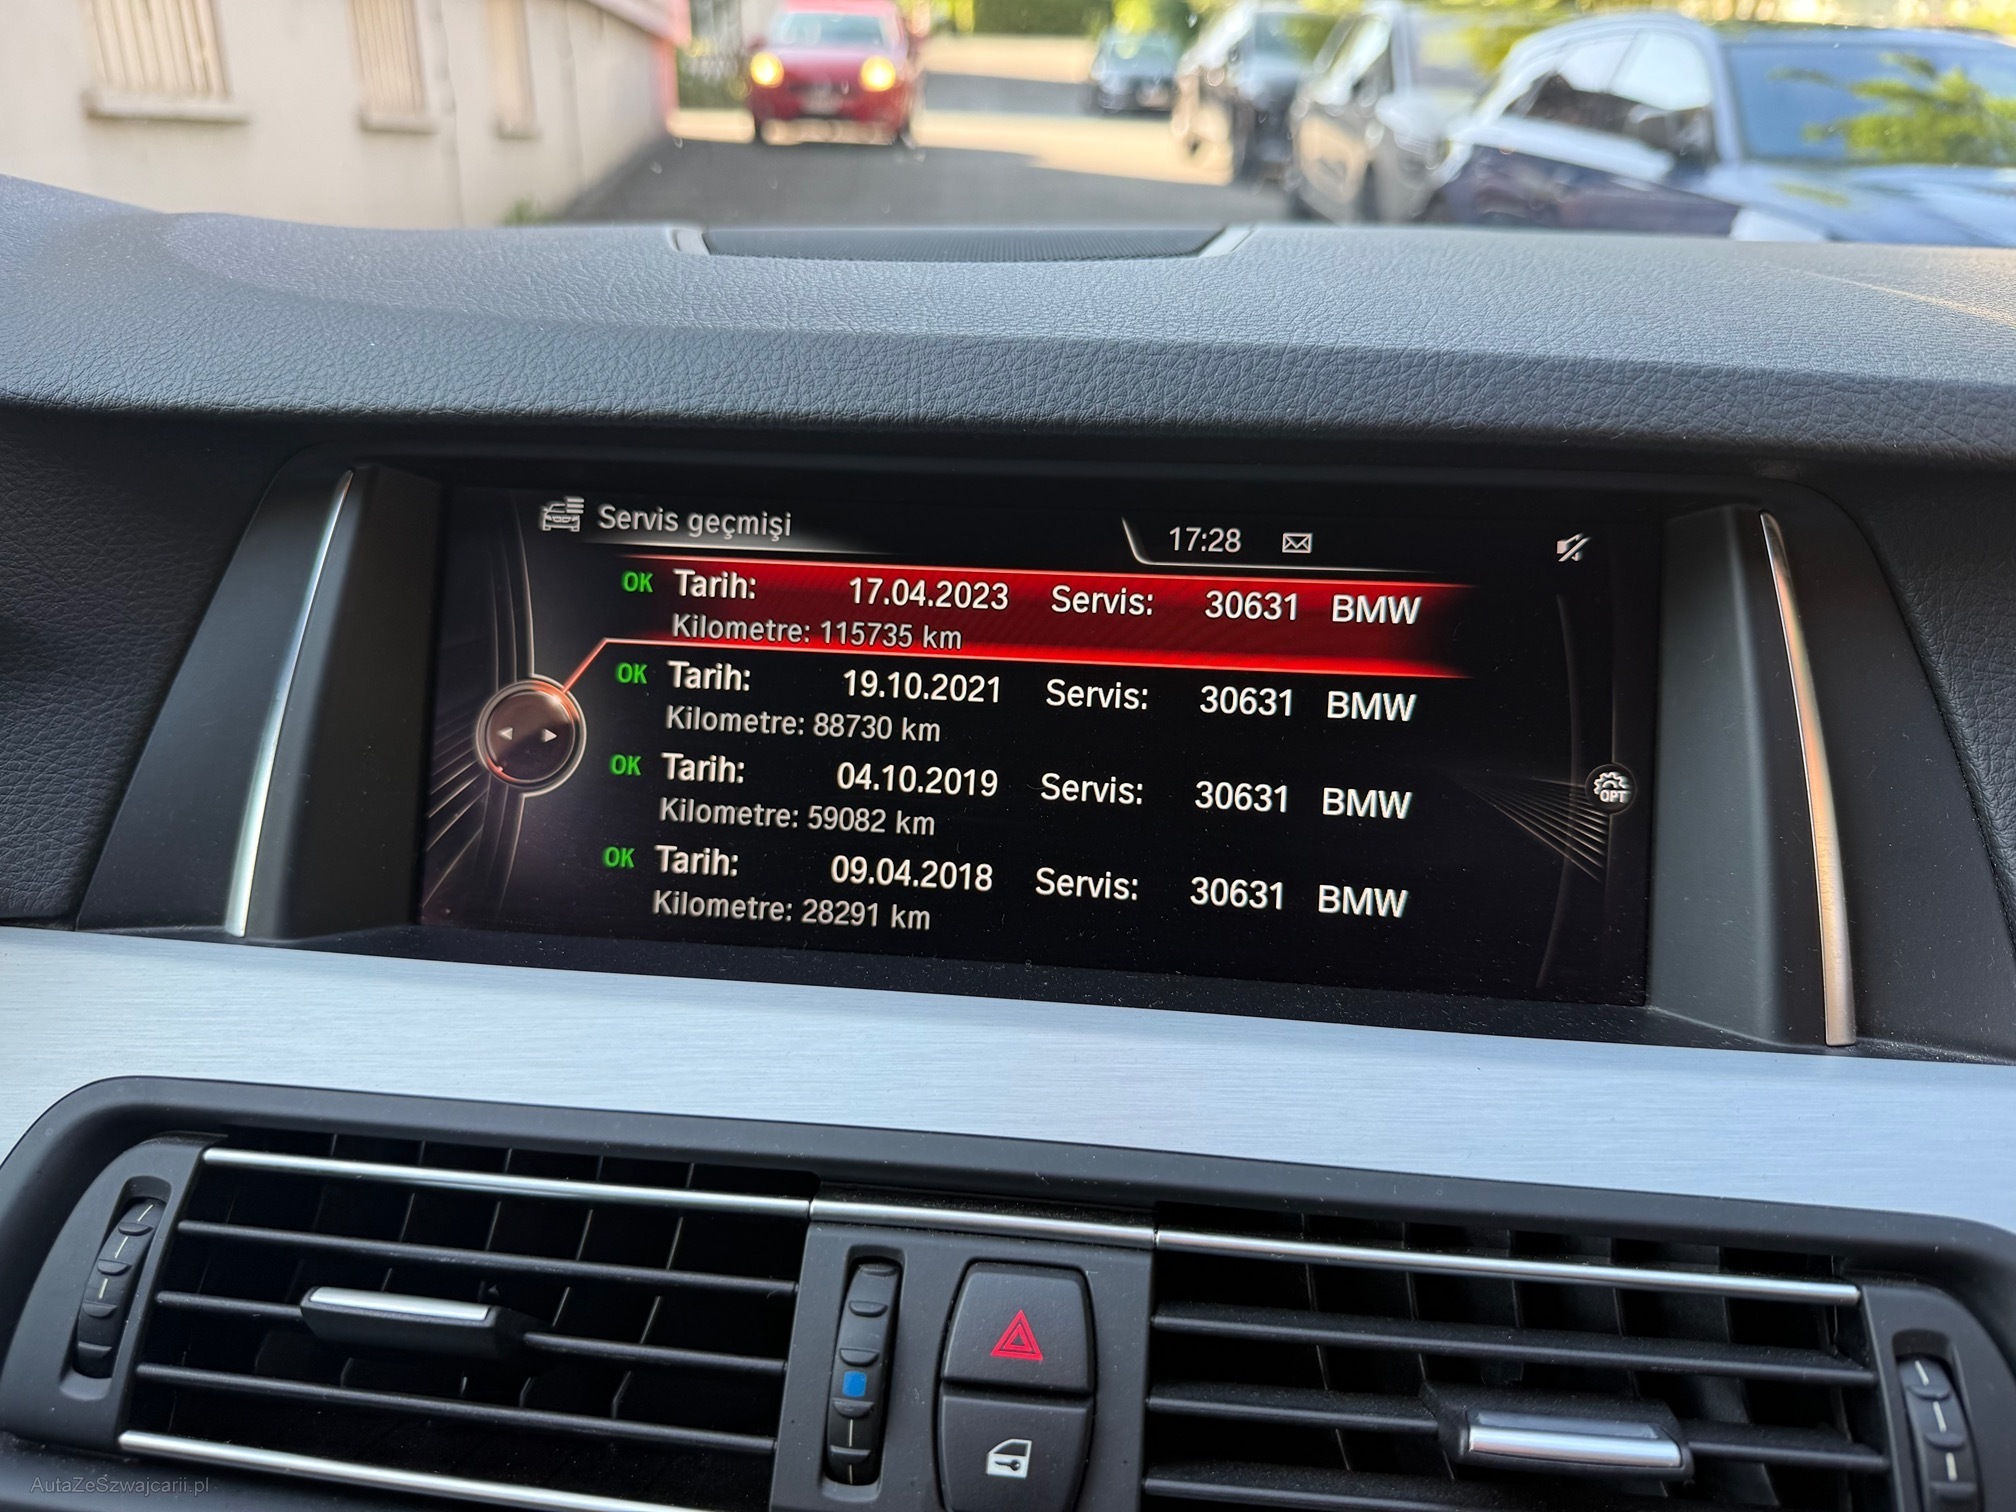 Servis geçmişi
17:28
OK Tarih: 17.04.2023 Servis: 30631 BMW
Kilometre: 115735 km
OK Tarih: 19.10.2021 Servis: 30631 BMW
Kilometre: 88730 km
OK Tarih: 04.10.2019 Servis: 30631 BMW
Kilometre: 59082 km
OPT
OK Tarih: 09.04.2018 Servis: 30631 BMW
Kilometre: 28291 km
AutaZeSzwajcarii.pl